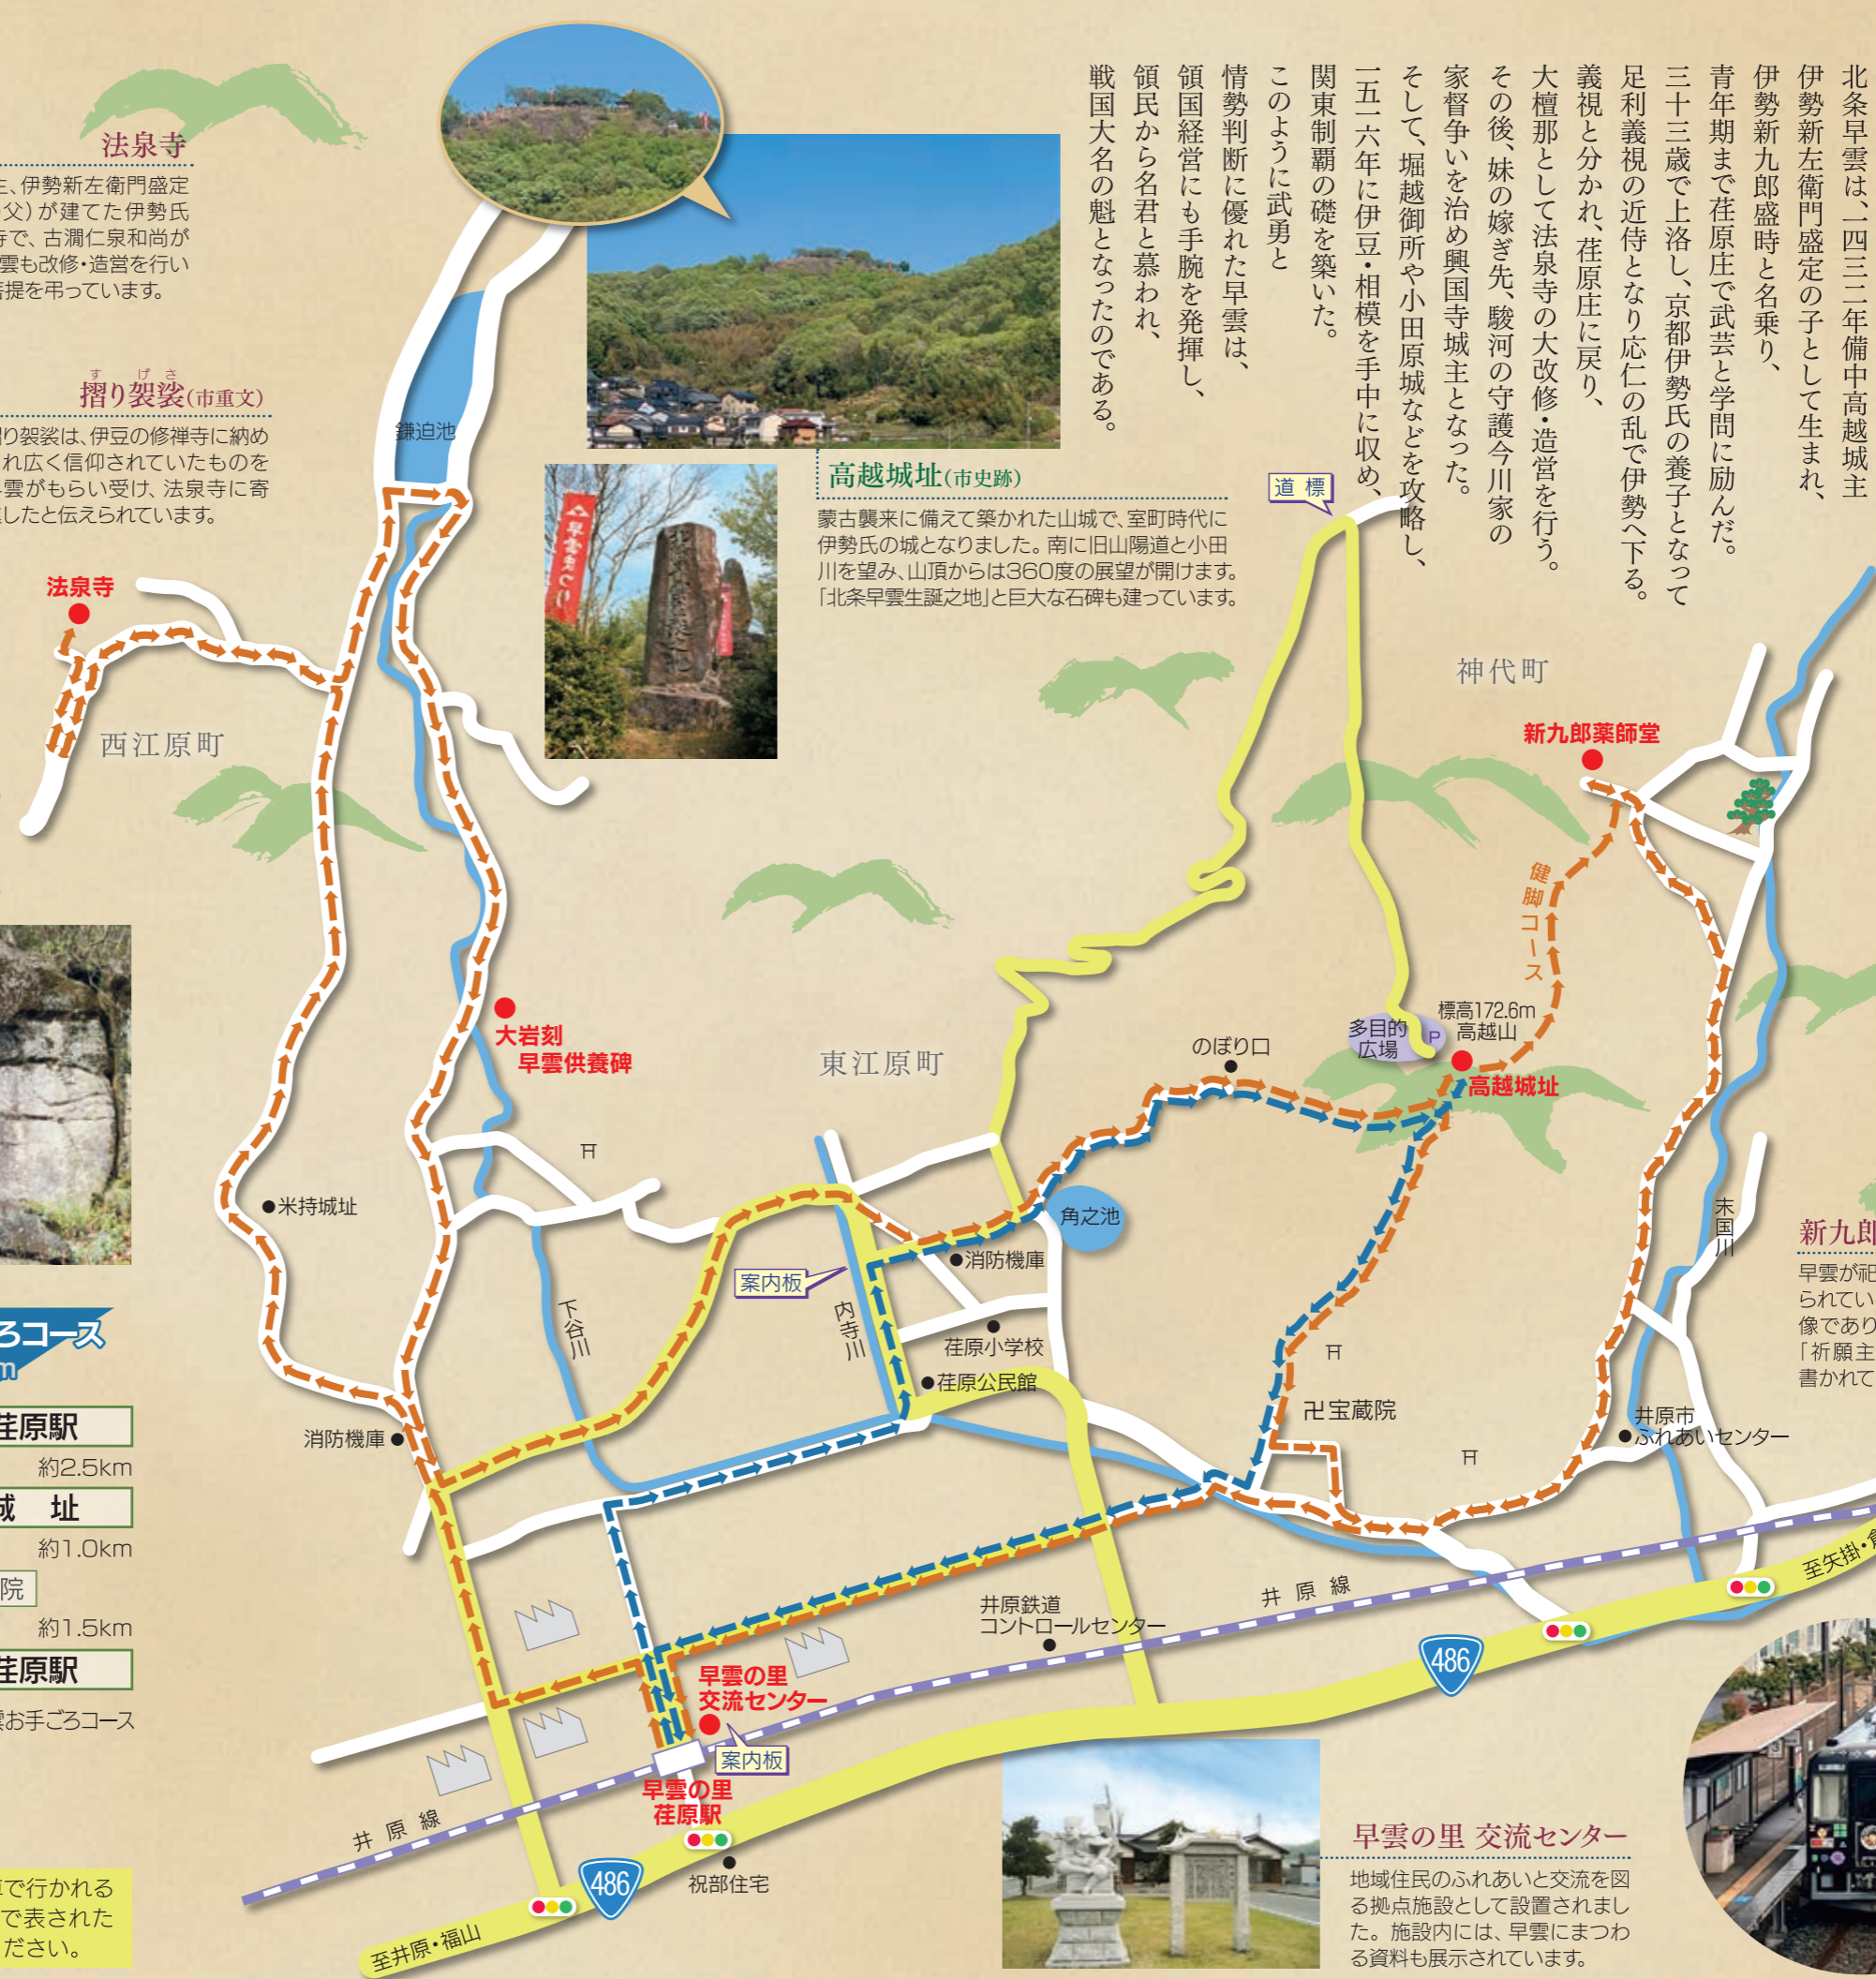 北条早雲は、一四三二年備中高越城主
伊勢新左衛門盛定の子として生まれ、
伊勢新九郎盛時と名乗り、
青年期まで荏原庄で武芸と学問に励んだ。
三十三歳で上洛し、京都伊勢氏の養子となって
足利義視の近侍となり応仁の乱で伊勢へ下る。
義視と分かれ、荏原庄に戻り、
大檀那として法泉寺の大改修・造営を行う。
その後、妹の嫁ぎ先、駿河の守護今川家の
家督争いを治め興国寺城主となった。
そして、堀越御所や小田原城などを攻略し、
一五一六年に伊豆・相模を手中に収め、
関東制覇の礎を築いた。
このように武勇と
情勢判断に優れた早雲は、
領国経営にも手腕を発揮し、
領民から名君と慕われ、
戦国大名の魁となったのである。
法泉寺
主、伊勢新左衛門盛定
父)が建てた伊勢氏
寺で、古澗仁泉和尚が
雲も改修・造営を行い
菩提を弔っています。
すげさ
摺り袈裟(市重文)
摺り袈裟は、伊豆の修禅寺に納め
れ広く信仰されていたものを
早雲がもらい受け、法泉寺に寄
進したと伝えられています。
高越城址(市史跡)
蒙古襲来に備えて築かれた山城で、室町時代に
伊勢氏の城となりました。南に旧山陽道と小田
川を望み、山頂からは360度の展望が開けます。
「北条早雲生誕之地」と巨大な石碑も建っています。
早雲まつり
鎌迫池
道標
法泉寺
西江原町
神代町
新九郎薬師堂
健脚コース
標高172.6m
高越山
多目的
広場
P
高越城址
のぼり口
大岩刻
早雲供養碑
東江原町
米持城址
角之池
消防機庫
案内板
内寺川
下谷川
荏原小学校
荏原公民館
末国川
卍宝蔵院
井原市
ふれあいセンター
消防機庫
新九郎
早雲が祀
られてい
像であり
「祈願主
書かれて
ろコース
m
荏原駅
約2.5km
城 址
約1.0km
院
約1.5km
荏原駅
雲お手ごろコース
車で行かれる
で表された
ださい。
井原鉄道
コントロールセンター
井原線
至矢掛・
486
早雲の里
交流センター
案内板
早雲の里
荏原駅
井原線
486
祝部住宅
至井原・福山
早雲の里 交流センター
地域住民のふれあいと交流を図
る拠点施設として設置されまし
た。施設内には、早雲にまつわ
る資料も展示されています。